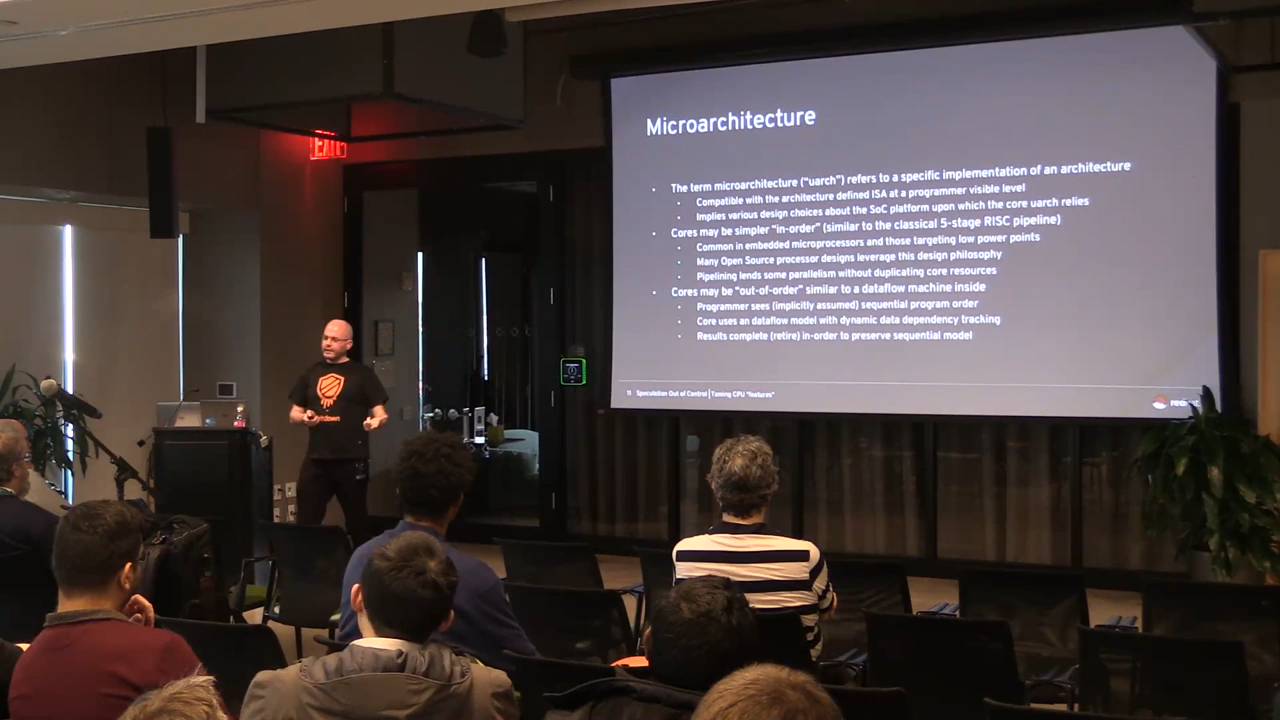 EXIT
Microarchitecture
• The term microarchitecture (“uarch”) refers to a specific implementation of an architecture
• Compatible with the architecture defined ISA at a programmer visible level
• Implies various design choices about the SoC platform upon which the core uarch relies
• Cores may be simpler “in-order” (similar to the classical 5-stage RISC pipeline)
• Common in embedded microprocessors and those targeting low power points
• Many Open Source processor designs leverage this design philosophy
• Pipelining lends some parallelism without duplicating core resources
• Cores may be “out-of-order” similar to a dataflow machine inside
• Programmer sees (implicitly assumed) sequential program order
• Core uses an dataflow model with dynamic data dependency tracking
• Results complete (retire) in-order to preserve sequential model
11 Speculation Out of Control | Taming CPU "features"